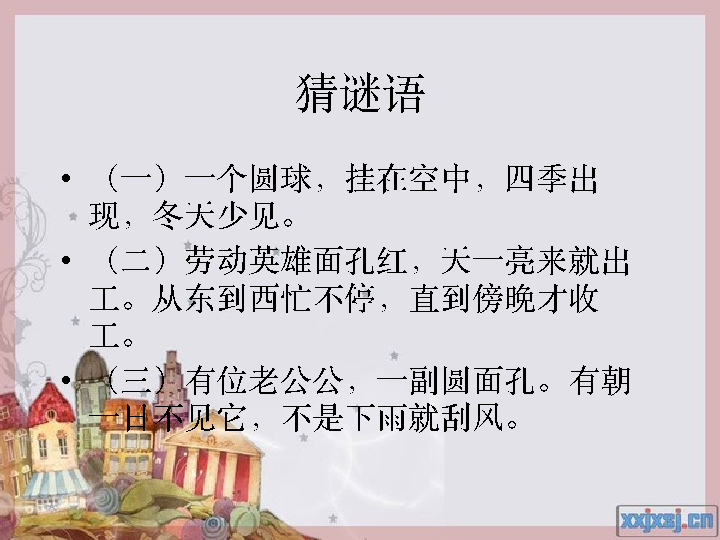 猜谜语
• （一）一个圆球，挂在空中，四季出
现，冬天少见。
• （二）劳动英雄面孔红，天一亮来就出
工。从东到西忙不停，直到傍晚才收
工。
• （三）有位老公公，一副圆面孔。有朝
一日不见它，不是下雨就刮风。
xxjxsj.cn